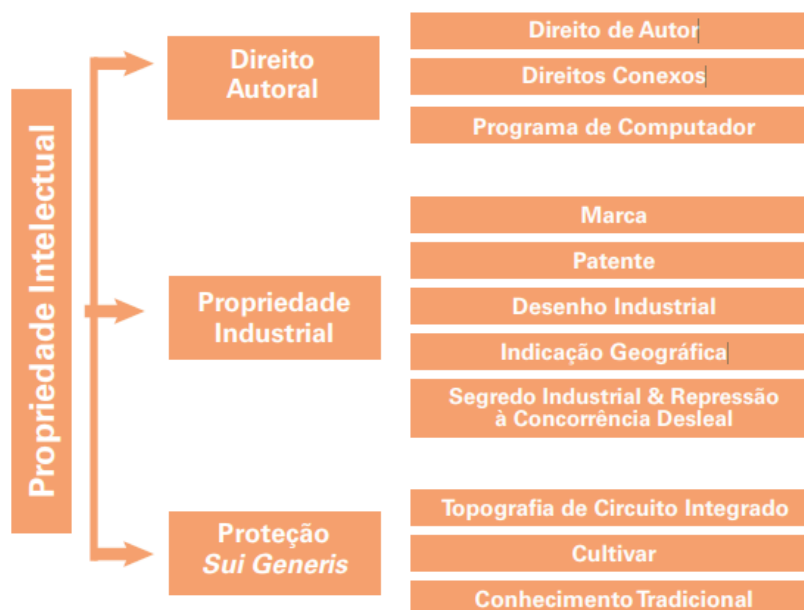 Propriedade Intelectual
Direito
Autoral
Direito de Autor
Direitos Conexos
Programa de Computador
Propriedade
Industrial
Marca
Patente
Desenho Industrial
Indicação Geográfica
Segredo Industrial & Repressão
à Concorrência Desleal
Proteção
Sui Generis
Topografia de Circuito Integrado
Cultivar
Conhecimento Tradicional